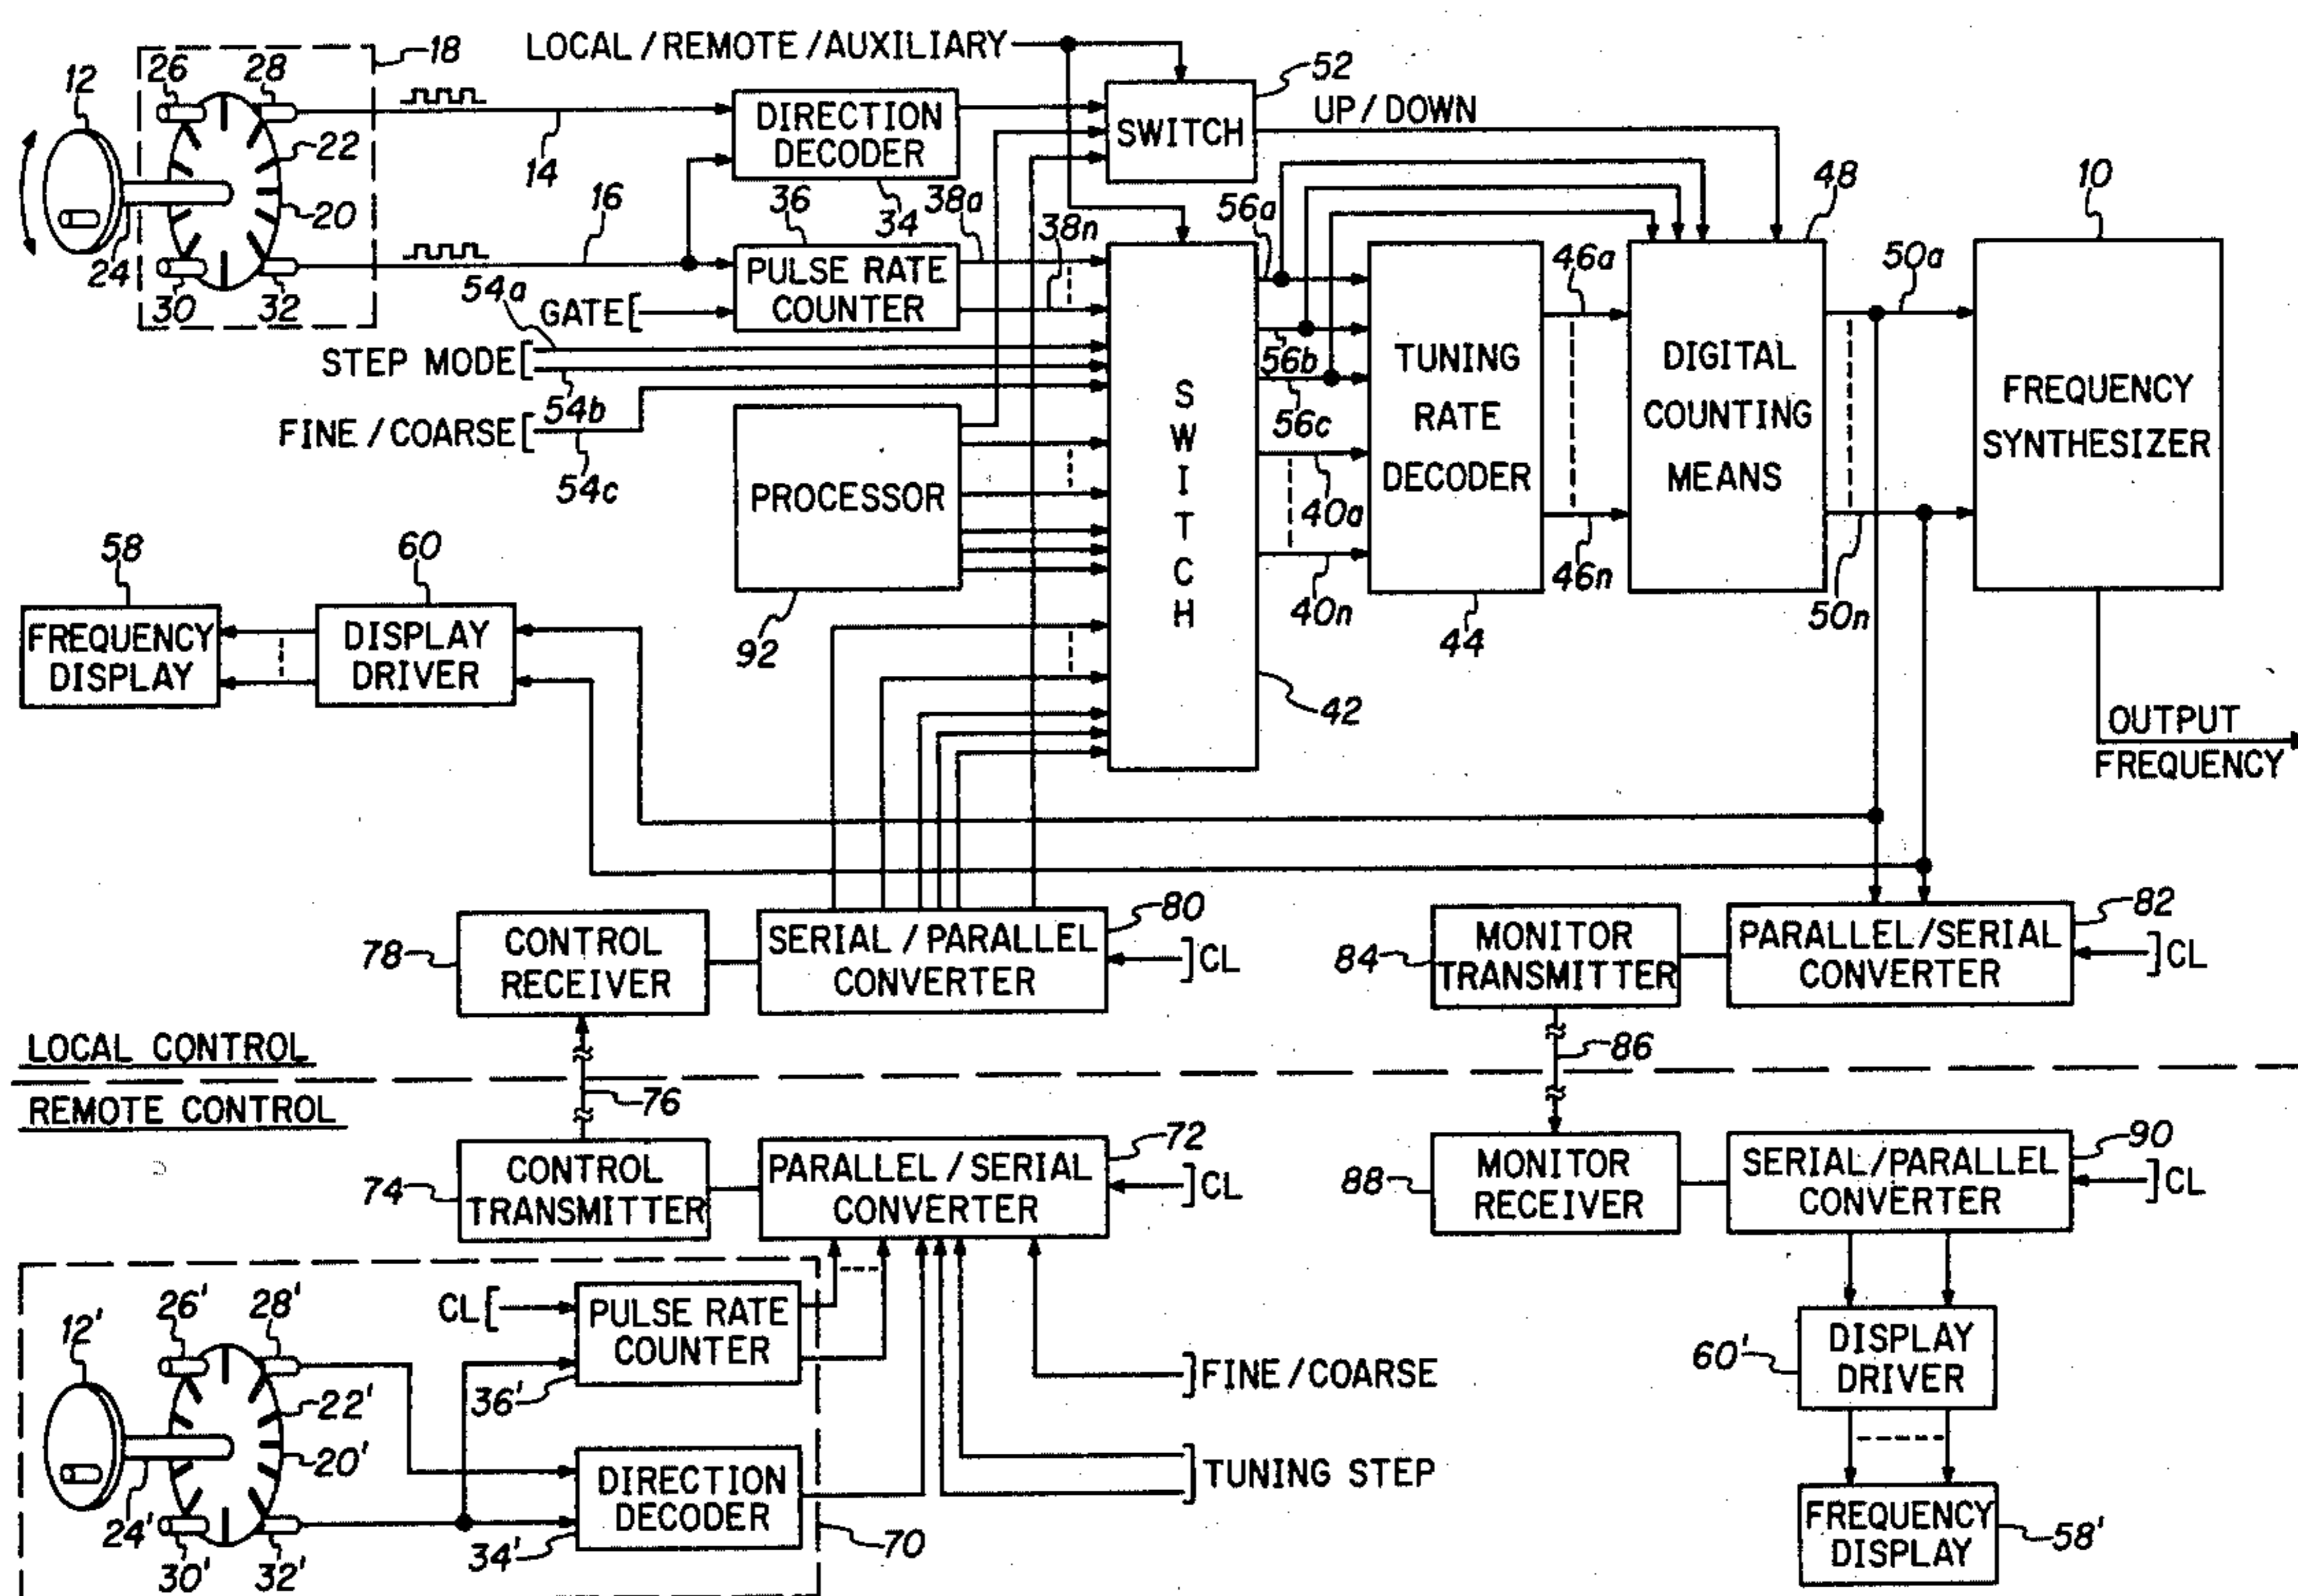 LOCAL/REMOTE/AUXILIARY
12
26
28
18
22
20
24
30
32
14
16
DIRECTION
DECODER
34
36
PULSE RATE
COUNTER
38a
38n
SWITCH
52
UP/DOWN
GATE[
54a
STEP MODE[
54b
FINE/COARSE[
54c
PROCESSOR
92
SWITCH
42
56a
56b
56c
40a
40n
TUNING
RATE
DECODER
44
46a
46n
DIGITAL
COUNTING
MEANS
48
50a
50n
10
FREQUENCY
SYNTHESIZER
OUTPUT
FREQUENCY
58
FREQUENCY
DISPLAY
60
DISPLAY
DRIVER
78
CONTROL
RECEIVER
SERIAL/PARALLEL
CONVERTER
80
]CL
84
MONITOR
TRANSMITTER
PARALLEL/SERIAL
CONVERTER
82
]CL
86
LOCAL CONTROL
REMOTE CONTROL
76
74
CONTROL
TRANSMITTER
PARALLEL/SERIAL
CONVERTER
72
]CL
88
MONITOR
RECEIVER
SERIAL/PARALLEL
CONVERTER
90
]CL
12'
26'
28'
22'
20'
24'
30'
32'
CL[
PULSE RATE
COUNTER
36'
DIRECTION
DECODER
34'
70
]FINE/COARSE
]TUNING STEP
60'
DISPLAY
DRIVER
FREQUENCY
DISPLAY
58'